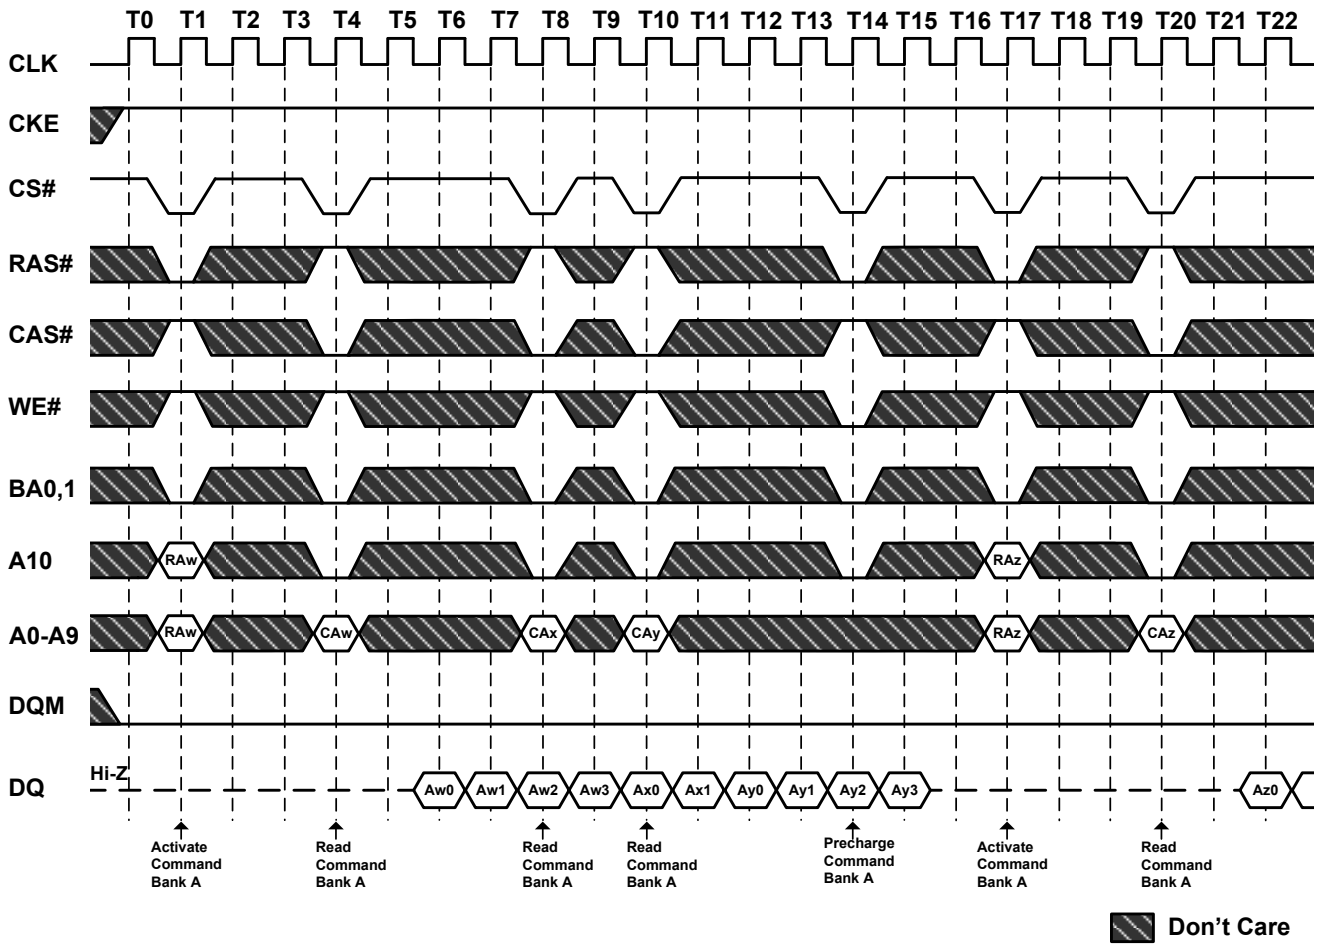 T0 T1 T2 T3 T4 T5 T6 T7 T8 T9 T10 T11 T12 T13 T14 T15 T16 T17 T18 T19 T20 T21 T22
CLK
CKE
CS#
RAS#
CAS#
WE#
BA0,1
A10 RAw RAz
A0-A9 RAw CAw CAx CAy RAz CAz
DQM
Hi-Z
DQ Aw0 Aw1 Aw2 Aw3 Ax0 Ax1 Ay0 Ay1 Ay2 Ay3 Az0
Activate
Command
Bank A
Read
Command
Bank A
Read
Command
Bank A
Read
Command
Bank A
Precharge
Command
Bank A
Activate
Command
Bank A
Read
Command
Bank A
Don't Care